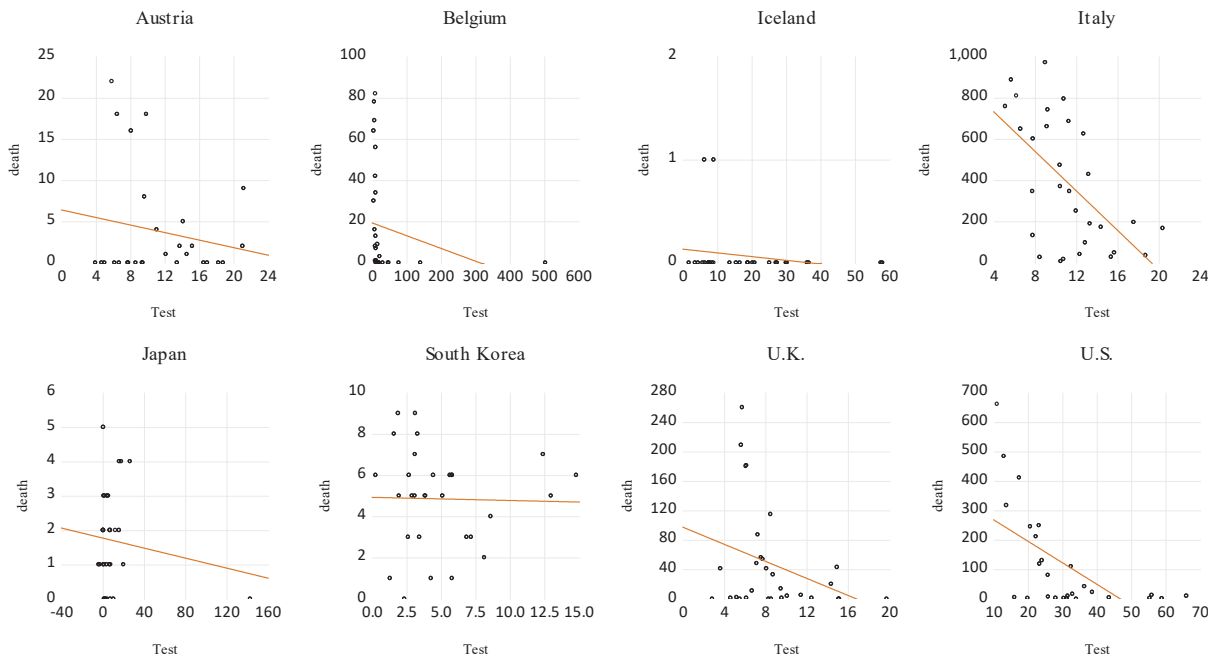 Austria
25
20
15
10
5
0
death
0 4 8 12 16 20 24
Test
Belgium
100
80
60
40
20
0
death
0 100 200 300 400 500 600
Test
Iceland
2
1
0
death
0 10 20 30 40 50 60
Test
Italy
1,000
800
600
400
200
0
death
4 8 12 16 20 24
Test
Japan
6
5
4
3
2
1
0
death
-40 0 40 80 120 160
Test
South Korea
10
8
6
4
2
0
death
0.0 2.5 5.0 7.5 10.0 12.5 15.0
Test
U.K.
280
240
200
160
120
80
40
0
death
0 4 8 12 16 20
Test
U.S.
700
600
500
400
300
200
100
0
death
10 20 30 40 50 60 70
Test